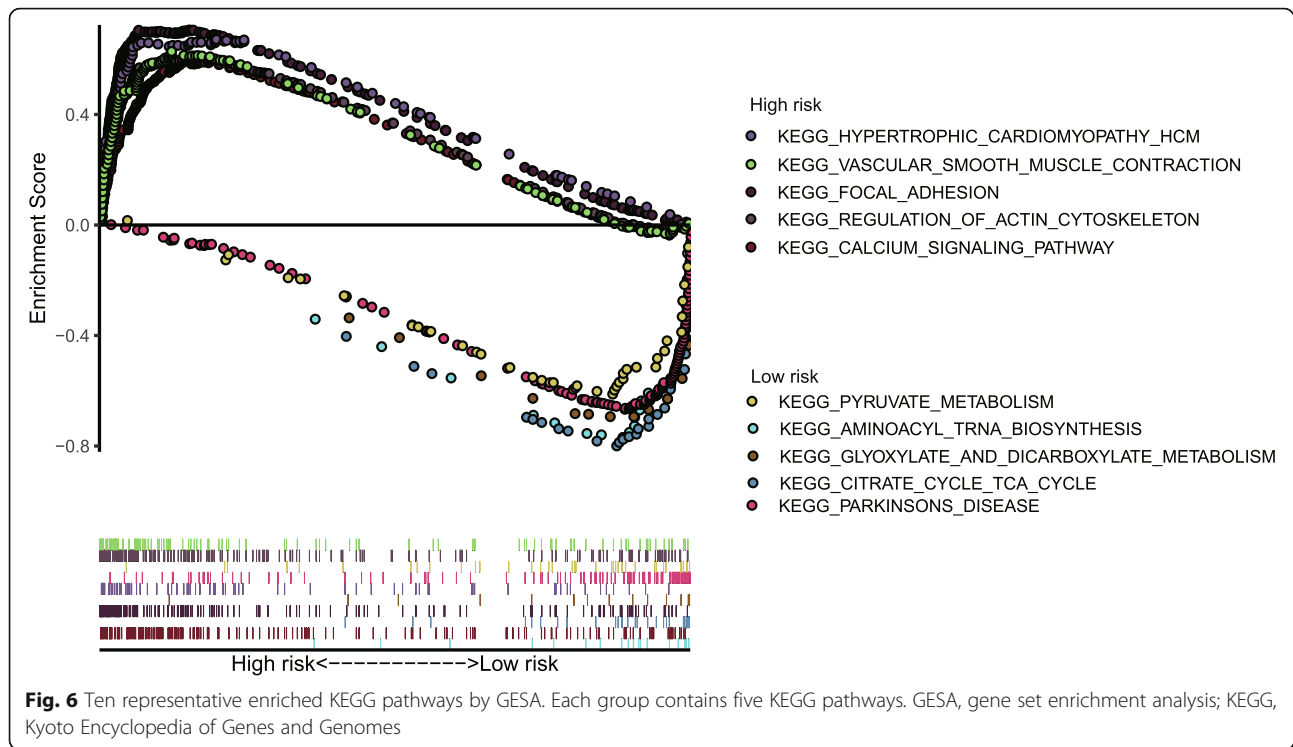 Enrichment Score
0.4
0.0
−0.4
−0.8
High risk
KEGG_HYPERTROPHIC_CARDIOMYOPATHY_HCM
KEGG_VASCULAR_SMOOTH_MUSCLE_CONTRACTION
KEGG_FOCAL_ADHESION
KEGG_REGULATION_OF_ACTIN_CYTOSKELETON
KEGG_CALCIUM_SIGNALING_PATHWAY
Low risk
KEGG_PYRUVATE_METABOLISM
KEGG_AMINOACYL_TRNA_BIOSYNTHESIS
KEGG_GLYOXYLATE_AND_DICARBOXYLATE_METABOLISM
KEGG_CITRATE_CYCLE_TCA_CYCLE
KEGG_PARKINSONS_DISEASE
High risk<----------->Low risk
Fig. 6 Ten representative enriched KEGG pathways by GESA. Each group contains five KEGG pathways. GESA, gene set enrichment analysis; KEGG,
Kyoto Encyclopedia of Genes and Genomes